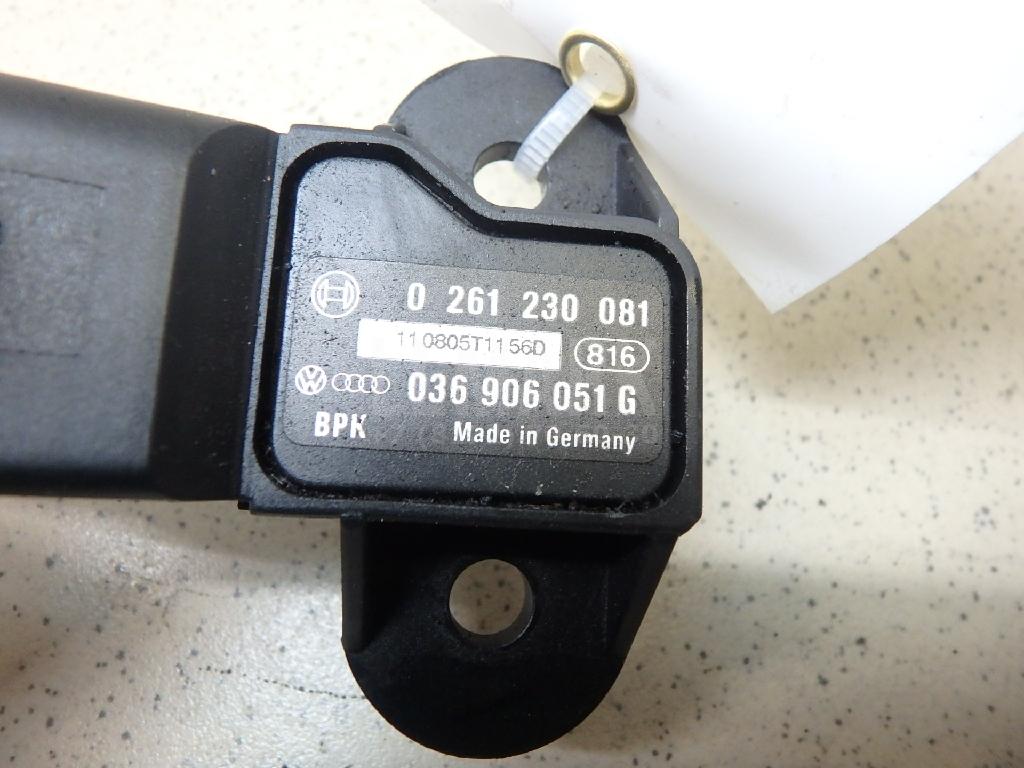 0 261 230 081
110805T1156D 816
036 906 051 G
BPK Made in Germany